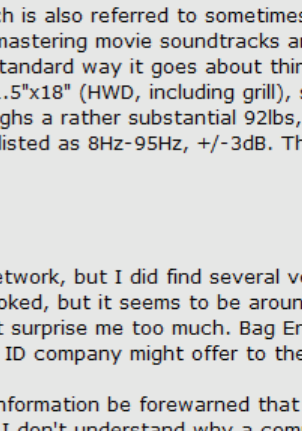 ch is also referred to sometimes
mastering movie soundtracks a
tandard way it goes about thin
.5"x18" (HWD, including grill), s
ghs a rather substantial 92lbs,
listed as 8Hz-95Hz, +/-3dB. Th
etwork, but I did find several v
oked, but it seems to be aroun
t surprise me too much. Bag En
ID company might offer to the
nformation be forewarned that
I don't understand why a com